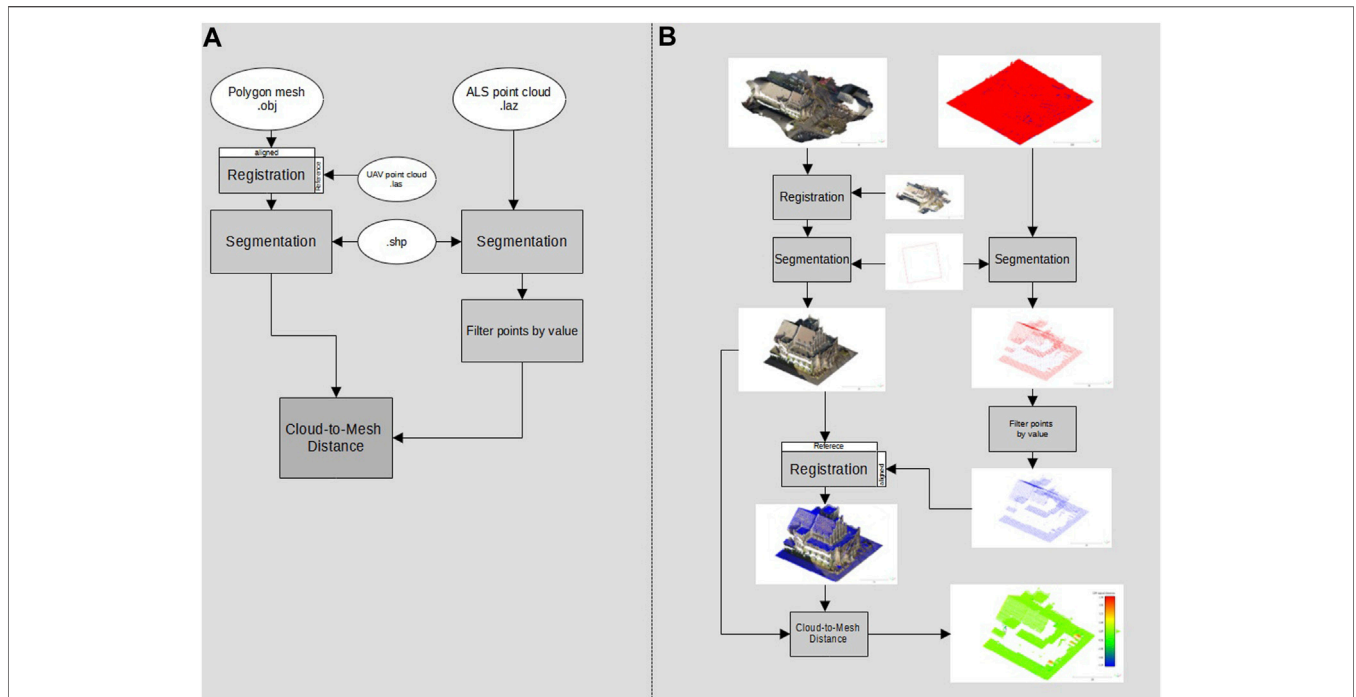 A
Polygon mesh
.obj
ALS point cloud
.laz
aligned
Registration
Reference
UAV point cloud
.las
Segmentation
.shp
Segmentation
Filter points by value
Cloud-to-Mesh
Distance
B
Registration
Segmentation
Segmentation
Filter points
by value
Referece
Registration
aligned
Cloud-to-Mesh
Distance